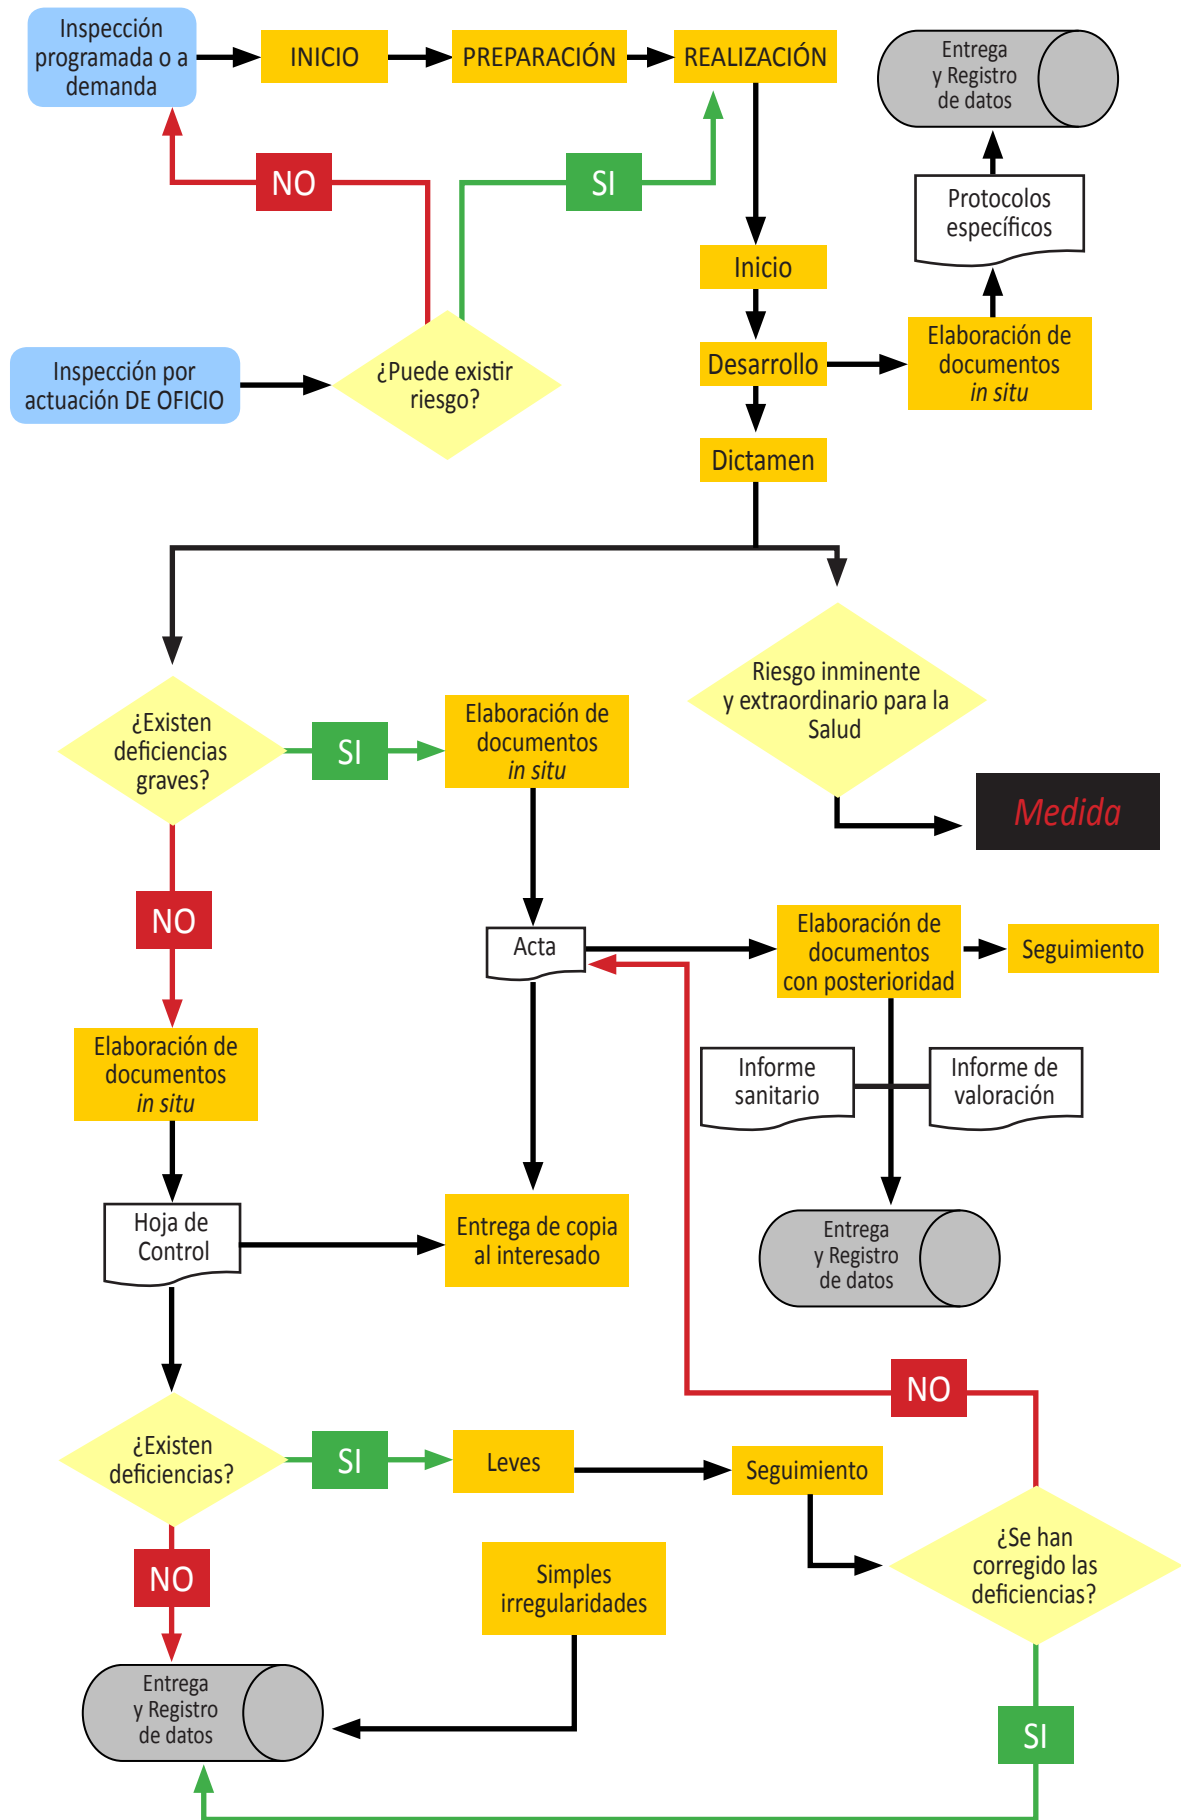 Inspección
programada o a
demanda
INICIO
PREPARACIÓN
REALIZACIÓN
Entrega
y Registro
de datos
NO
SI
Protocolos
específicos
Inicio
Inspección por
actuación DE OFICIO
¿Puede existir
riesgo?
Desarrollo
Elaboración de
documentos
in situ
Dictamen
¿Existen
deficiencias
graves?
SI
Elaboración de
documentos
in situ
Riesgo inminente
y extraordinario para la
Salud
Medida
NO
Acta
Elaboración de
documentos
con posterioridad
Seguimiento
Elaboración de
documentos
in situ
Informe
sanitario
Informe de
valoración
Hoja de
Control
Entrega de copia
al interesado
Entrega
y Registro
de datos
NO
¿Existen
deficiencias?
SI
Leves
Seguimiento
¿Se han
corregido las
deficiencias?
NO
Simples
irregularidades
Entrega
y Registro
de datos
SI